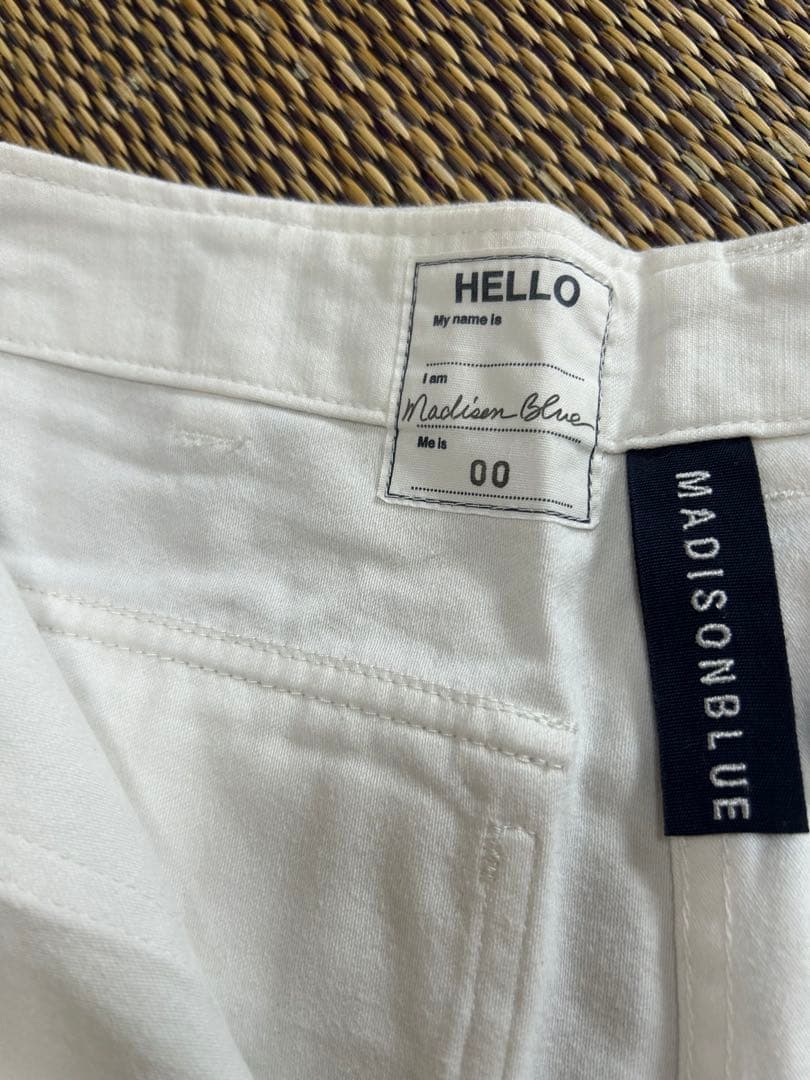 HELLO
My name is
I am
Madison Blue
Me is
00
MADISONBLUE